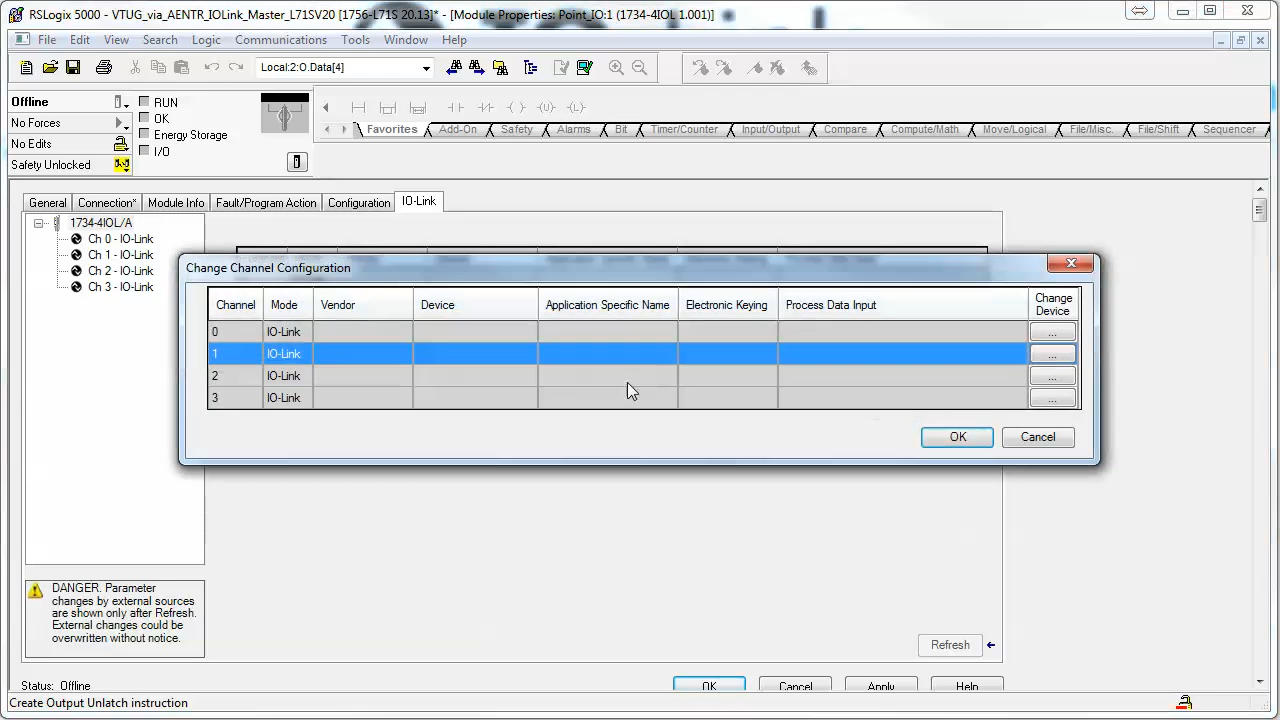 RSLogix 5000 - VTUG_via_AENTR_IOLink_Master_L71SV20 [1756-L71S 20.13]* - [Module Properties: Point_IO:1 (1734-4IOL 1.001)]
File Edit View Search Logic Communications Tools Window Help
Local:2:O.Data[4]
Offline
RUN
No Forces
OK
No Edits
Energy Storage
Safety Unlocked
I/O
Favorites Add-On Safety Alarms Bit Timer/Counter Input/Output Compare Compute/Math Move/Logical File/Misc. File/Shift Sequencer
General Connection* Module Info Fault/Program Action Configuration IO-Link
1734-4IOL/A
Ch 0 - IO-Link
Ch 1 - IO-Link
Ch 2 - IO-Link
Ch 3 - IO-Link
Change Channel Configuration
Channel Mode Vendor Device Application Specific Name Electronic Keying Process Data Input Change Device
0 IO-Link ...
1 IO-Link ...
2 IO-Link ...
3 IO-Link ...
OK Cancel
DANGER. Parameter
changes by external sources
are shown only after Refresh.
External changes could be
overwritten without notice.
Refresh
Status: Offline
OK Cancel Apply Help
Create Output Unlatch instruction